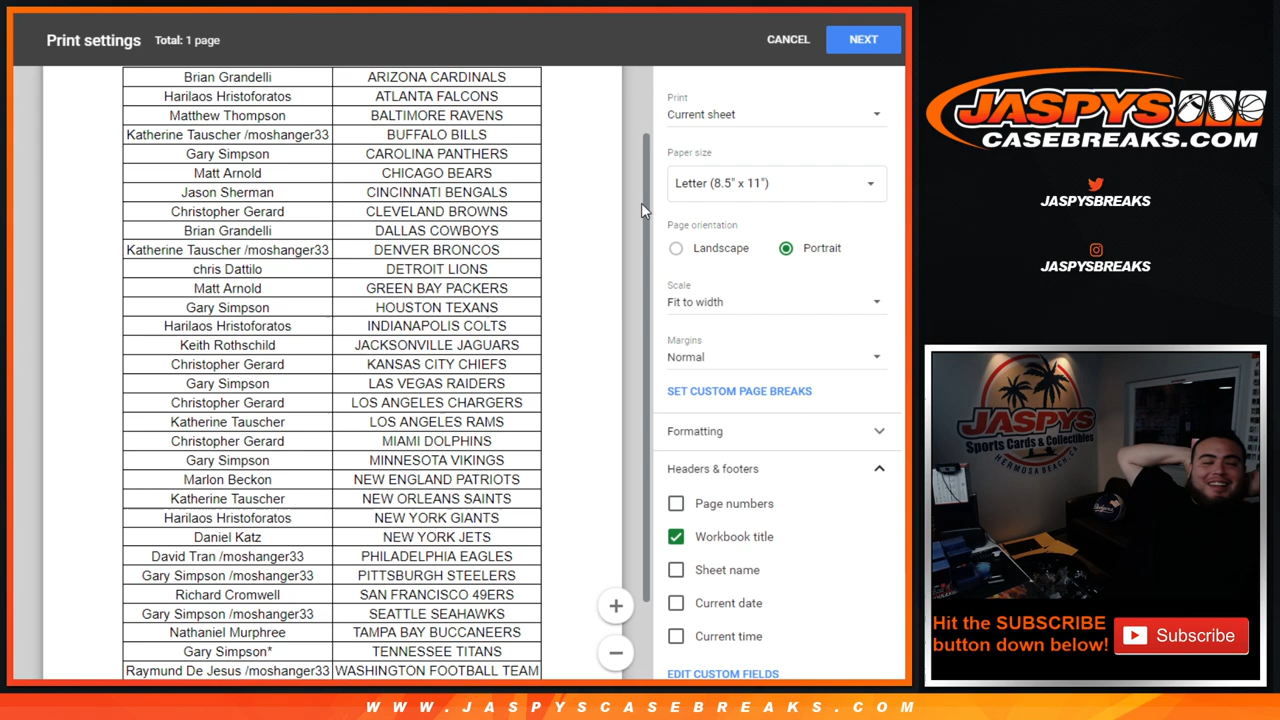 Print settings Total: 1 page CANCEL NEXT
Brian Grandelli ARIZONA CARDINALS
Harilaos Hristoforatos ATLANTA FALCONS
Matthew Thompson BALTIMORE RAVENS
Katherine Tauscher /moshanger33 BUFFALO BILLS
Gary Simpson CAROLINA PANTHERS
Matt Arnold CHICAGO BEARS
Jason Sherman CINCINNATI BENGALS
Christopher Gerard CLEVELAND BROWNS
Brian Grandelli DALLAS COWBOYS
Katherine Tauscher /moshanger33 DENVER BRONCOS
chris Dattilo DETROIT LIONS
Matt Arnold GREEN BAY PACKERS
Gary Simpson HOUSTON TEXANS
Harilaos Hristoforatos INDIANAPOLIS COLTS
Keith Rothschild JACKSONVILLE JAGUARS
Christopher Gerard KANSAS CITY CHIEFS
Gary Simpson LAS VEGAS RAIDERS
Christopher Gerard LOS ANGELES CHARGERS
Katherine Tauscher LOS ANGELES RAMS
Christopher Gerard MIAMI DOLPHINS
Gary Simpson MINNESOTA VIKINGS
Marlon Beckon NEW ENGLAND PATRIOTS
Katherine Tauscher NEW ORLEANS SAINTS
Harilaos Hristoforatos NEW YORK GIANTS
Daniel Katz NEW YORK JETS
David Tran /moshanger33 PHILADELPHIA EAGLES
Gary Simpson /moshanger33 PITTSBURGH STEELERS
Richard Cromwell SAN FRANCISCO 49ERS
Gary Simpson /moshanger33 SEATTLE SEAHAWKS
Nathaniel Murphree TAMPA BAY BUCCANEERS
Gary Simpson* TENNESSEE TITANS
Raymund De Jesus /moshanger33 WASHINGTON FOOTBALL TEAM
Print
Current sheet
Paper size
Letter (8.5" x 11")
Page orientation
Landscape Portrait
Scale
Fit to width
Margins
Normal
SET CUSTOM PAGE BREAKS
Formatting
Headers & footers
Page numbers
Workbook title
Sheet name
Current date
Current time
EDIT CUSTOM FIELDS
JASPYS
CASEBREAKS.COM
JASPYSBREAKS
JASPYSBREAKS
JASPYS
Sports Cards & Collectibles
HERMOSA BEACH CA
Hit the SUBSCRIBE
button down below!
Subscribe
WWW.JASPYSCASEBREAKS.COM